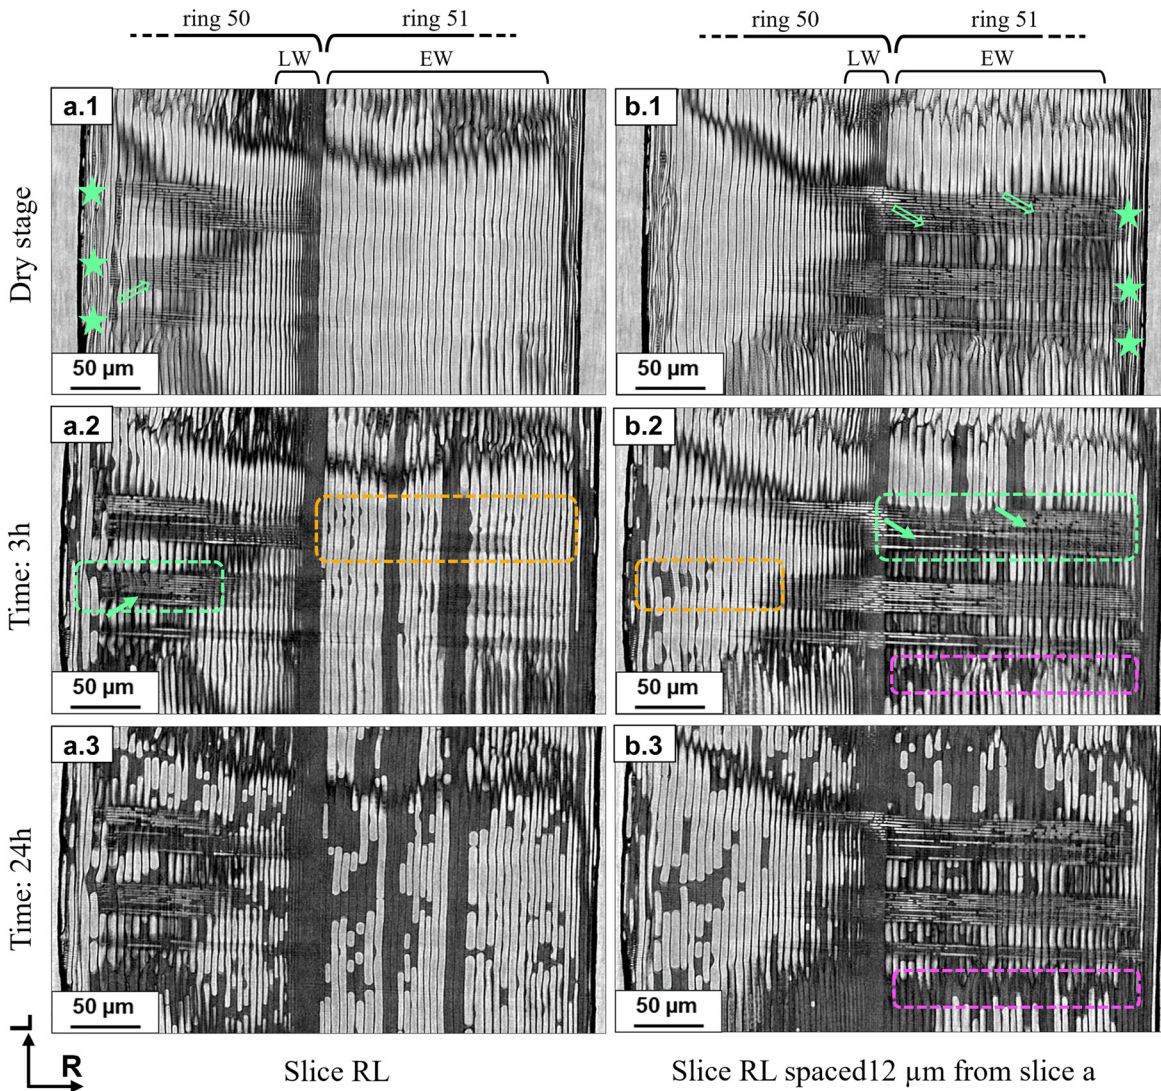 ring 50 ring 51 ring 50 ring 51
LW EW LW EW
a.1 b.1
Dry stage
50 µm 50 µm
a.2 b.2
Time: 3h
50 µm 50 µm
a.3 b.3
Time: 24h
50 µm 50 µm
L
R
Slice RL Slice RL spaced12 µm from slice a